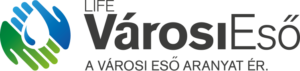 LIFE
VárosiEső
A VÁROSI ESŐ ARANYAT ÉR.